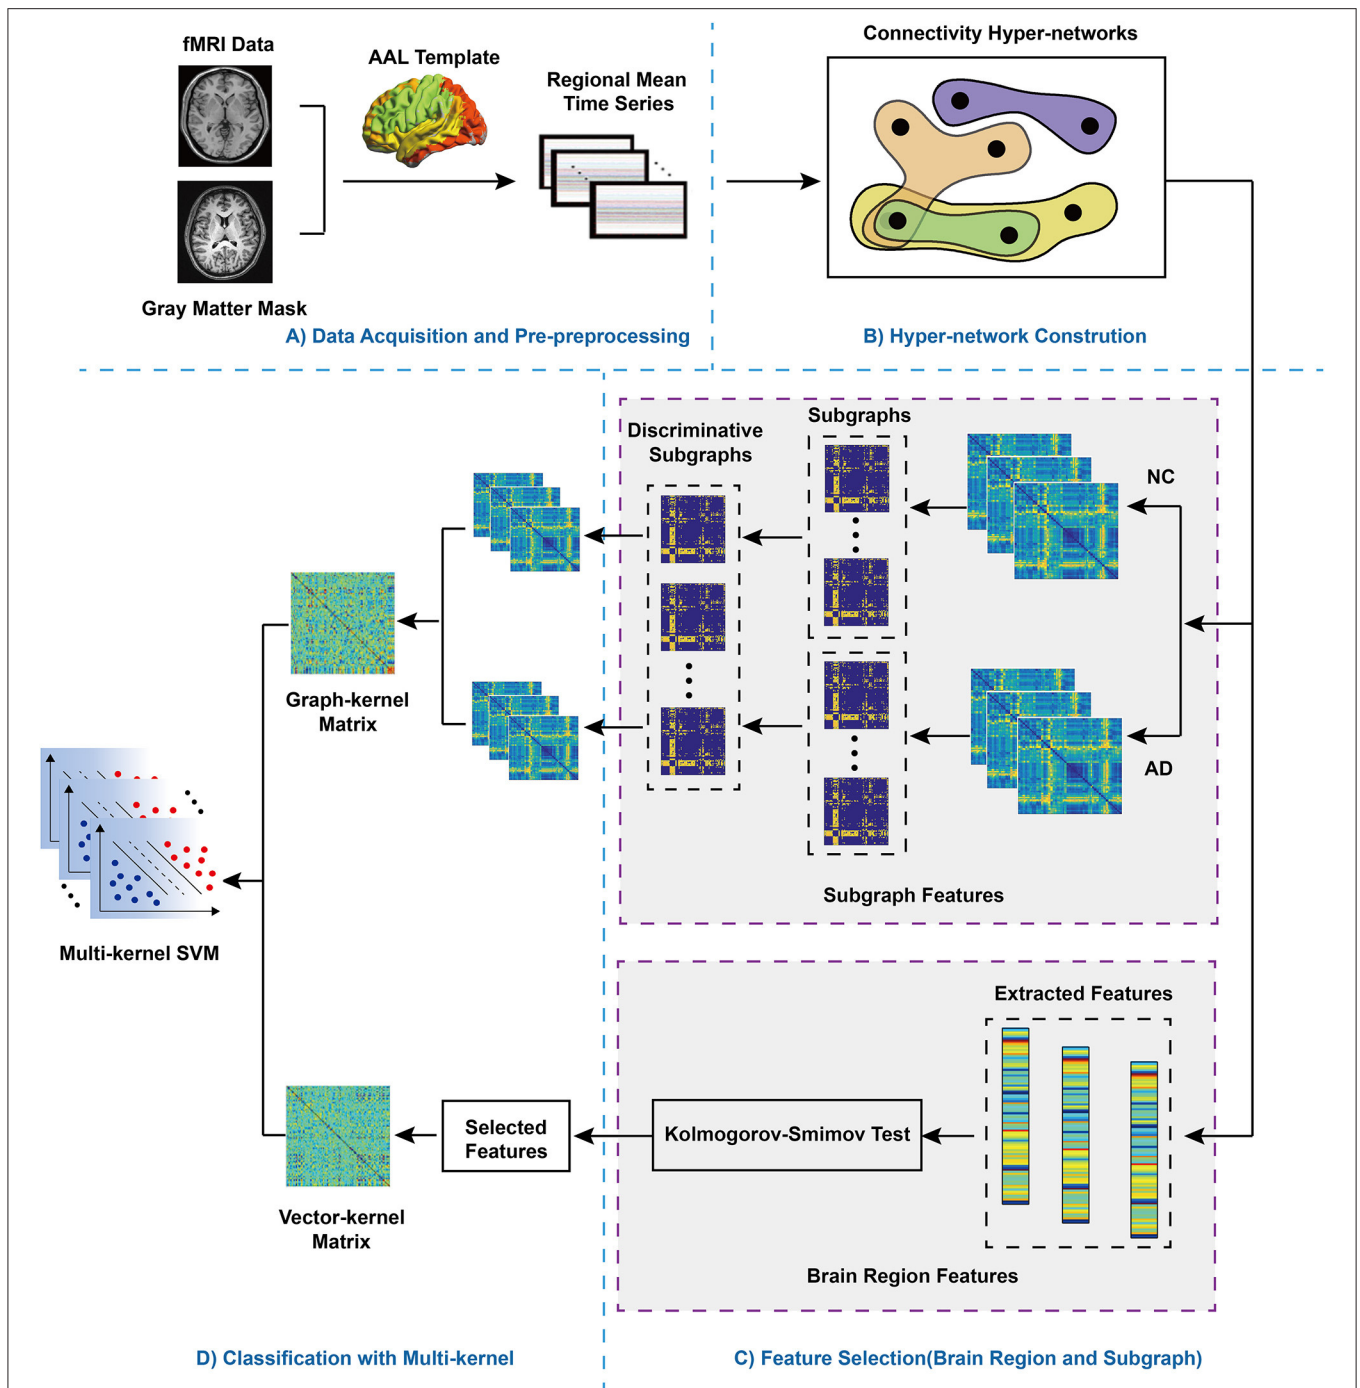 fMRI Data
AAL Template
Regional Mean
Time Series
Gray Matter Mask
A) Data Acquisition and Pre-preprocessing
Connectivity Hyper-networks
B) Hyper-network Constrution
Subgraphs
Discriminative
Subgraphs
NC
AD
Subgraph Features
Extracted Features
Kolmogorov-Smimov Test
Brain Region Features
C) Feature Selection(Brain Region and Subgraph)
Graph-kernel
Matrix
Multi-kernel SVM
Selected
Features
Vector-kernel
Matrix
D) Classification with Multi-kernel